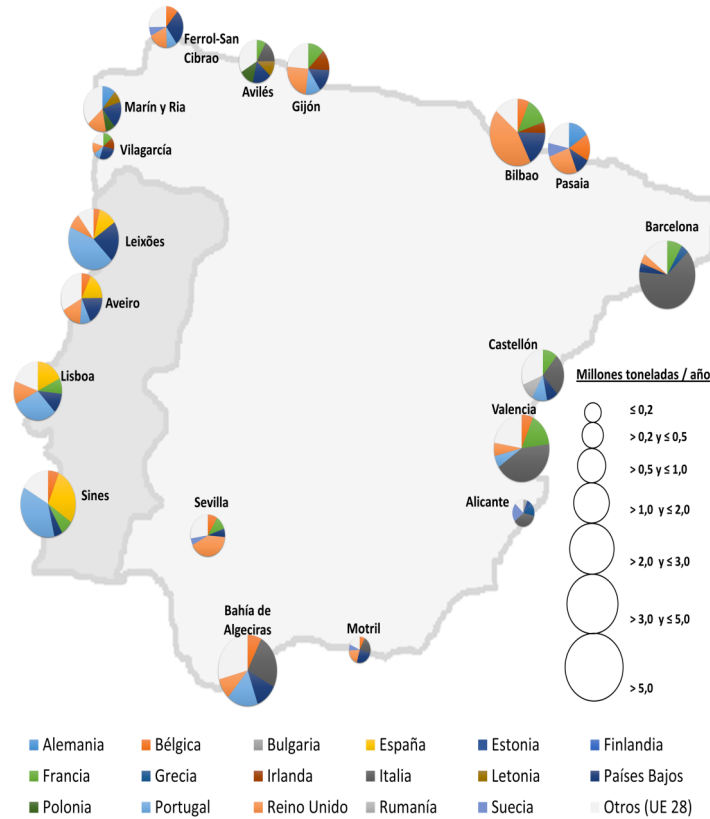 Ferrol-San
Cibrao
Avilés
Gijón
Marín y Ria
Vilagarcía
Bilbao
Pasaia
Leixões
Barcelona
Aveiro
Castellón
Lisboa
Valencia
Millones toneladas / año
≤ 0,2
> 0,2 y ≤ 0,5
> 0,5 y ≤ 1,0
> 1,0 y ≤ 2,0
> 2,0 y ≤ 3,0
> 3,0 y ≤ 5,0
> 5,0
Sines
Sevilla
Alicante
Bahía de
Algeciras
Motril
Alemania Bélgica Bulgaria España Estonia Finlandia
Francia Grecia Irlanda Italia Letonia Países Bajos
Polonia Portugal Reino Unido Rumanía Suecia Otros (UE 28)